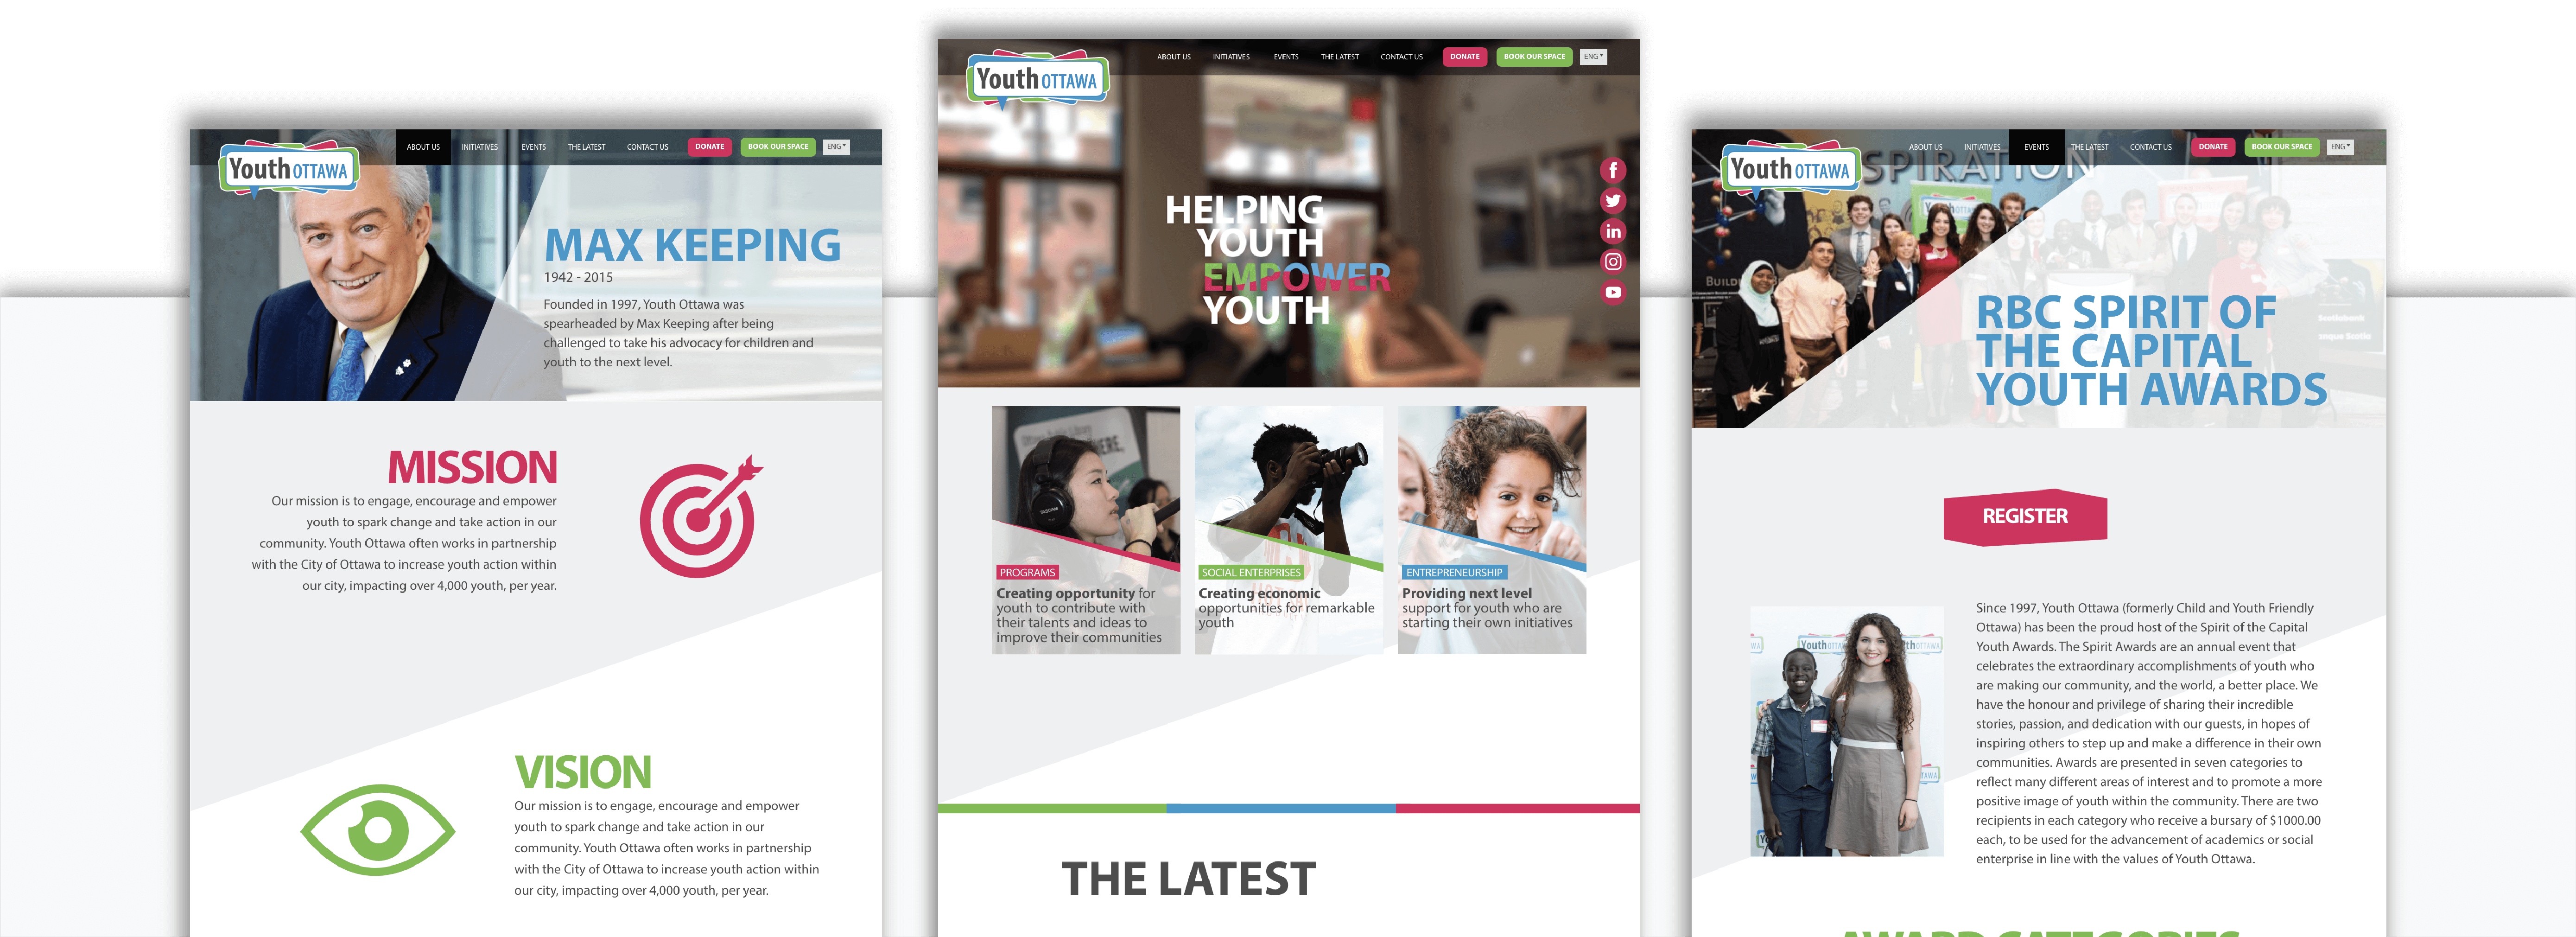 Youth OTTAWA
ABOUT US INITIATIVES EVENTS THE LATEST CONTACT US DONATE BOOK OUR SPACE ENG
MAX KEEPING
1942 - 2015
Founded in 1997, Youth Ottawa was
spearheaded by Max Keeping after being
challenged to take his advocacy for children and
youth to the next level.
MISSION
Our mission is to engage, encourage and empower
youth to spark change and take action in our
community. Youth Ottawa often works in partnership
with the City of Ottawa to increase youth action within
our city, impacting over 4,000 youth, per year.
VISION
Our mission is to engage, encourage and empower
youth to spark change and take action in our
community. Youth Ottawa often works in partnership
with the City of Ottawa to increase youth action within
our city, impacting over 4,000 youth, per year.
Youth OTTAWA
ABOUT US INITIATIVES EVENTS THE LATEST CONTACT US DONATE BOOK OUR SPACE ENG
HELPING
YOUTH
EMPOWER
YOUTH
PROGRAMS
Creating opportunity for
youth to contribute with
their talents and ideas to
improve their communities
SOCIAL ENTERPRISES
Creating economic
opportunities for remarkable
youth
ENTREPRENEURSHIP
Providing next level
support for youth who are
starting their own initiatives
THE LATEST
Youth OTTAWA
ABOUT US INITIATIVES EVENTS THE LATEST CONTACT US DONATE BOOK OUR SPACE ENG
SPIRATION
RBC SPIRIT OF
THE CAPITAL
YOUTH AWARDS
Scotiabank
REGISTER
Since 1997, Youth Ottawa (formerly Child and Youth Friendly
Ottawa) has been the proud host of the Spirit of the Capital
Youth Awards. The Spirit Awards are an annual event that
celebrates the extraordinary accomplishments of youth who
are making our community, and the world, a better place. We
have the honour and privilege of sharing their incredible
stories, passion, and dedication with our guests, in hopes of
inspiring others to step up and make a difference in their own
communities. Awards are presented in seven categories to
reflect many different areas of interest and to promote a more
positive image of youth within the community. There are two
recipients in each category who receive a bursary of $1000.00
each, to be used for the advancement of academics or social
enterprise in line with the values of Youth Ottawa.
AWARD CATEGORIES